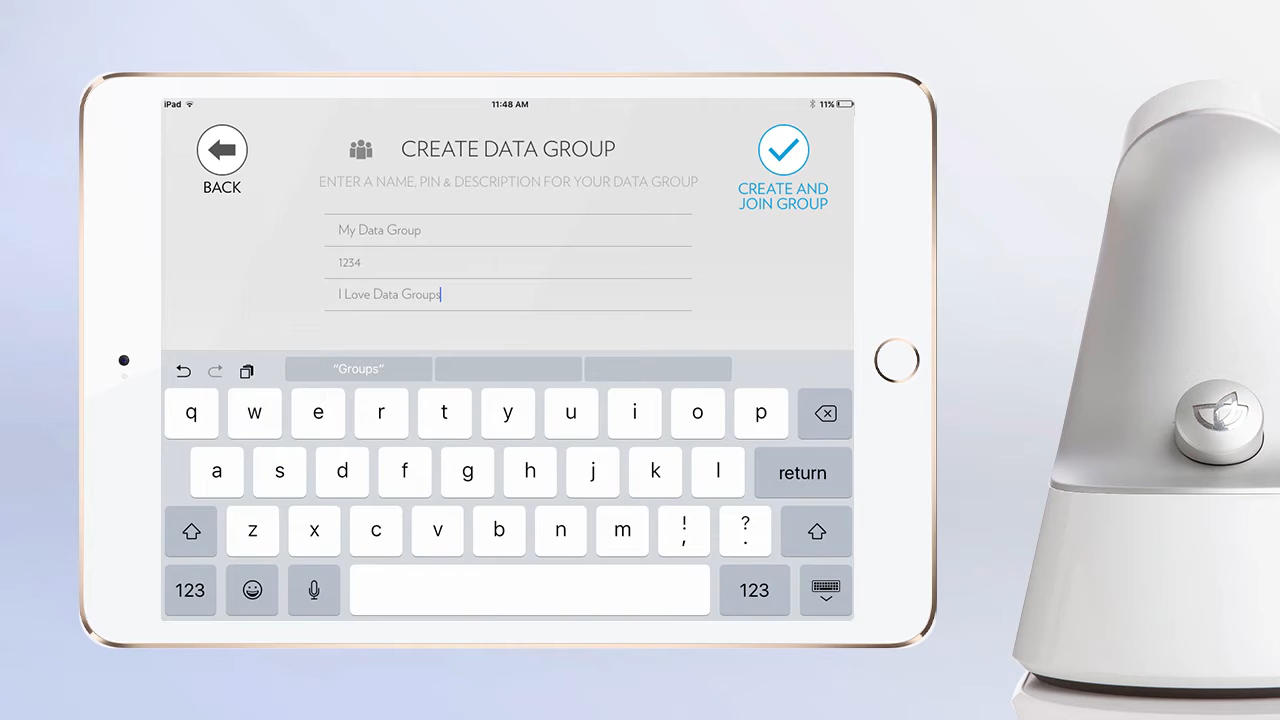 iPad
11:48 AM
11%
BACK
CREATE DATA GROUP
ENTER A NAME, PIN & DESCRIPTION FOR YOUR DATA GROUP
CREATE AND
JOIN GROUP
My Data Group
1234
I Love Data Groups
“Groups”
q w e r t y u i o p
a s d f g h j k l return
z x c v b n m ! , ? .
123 123